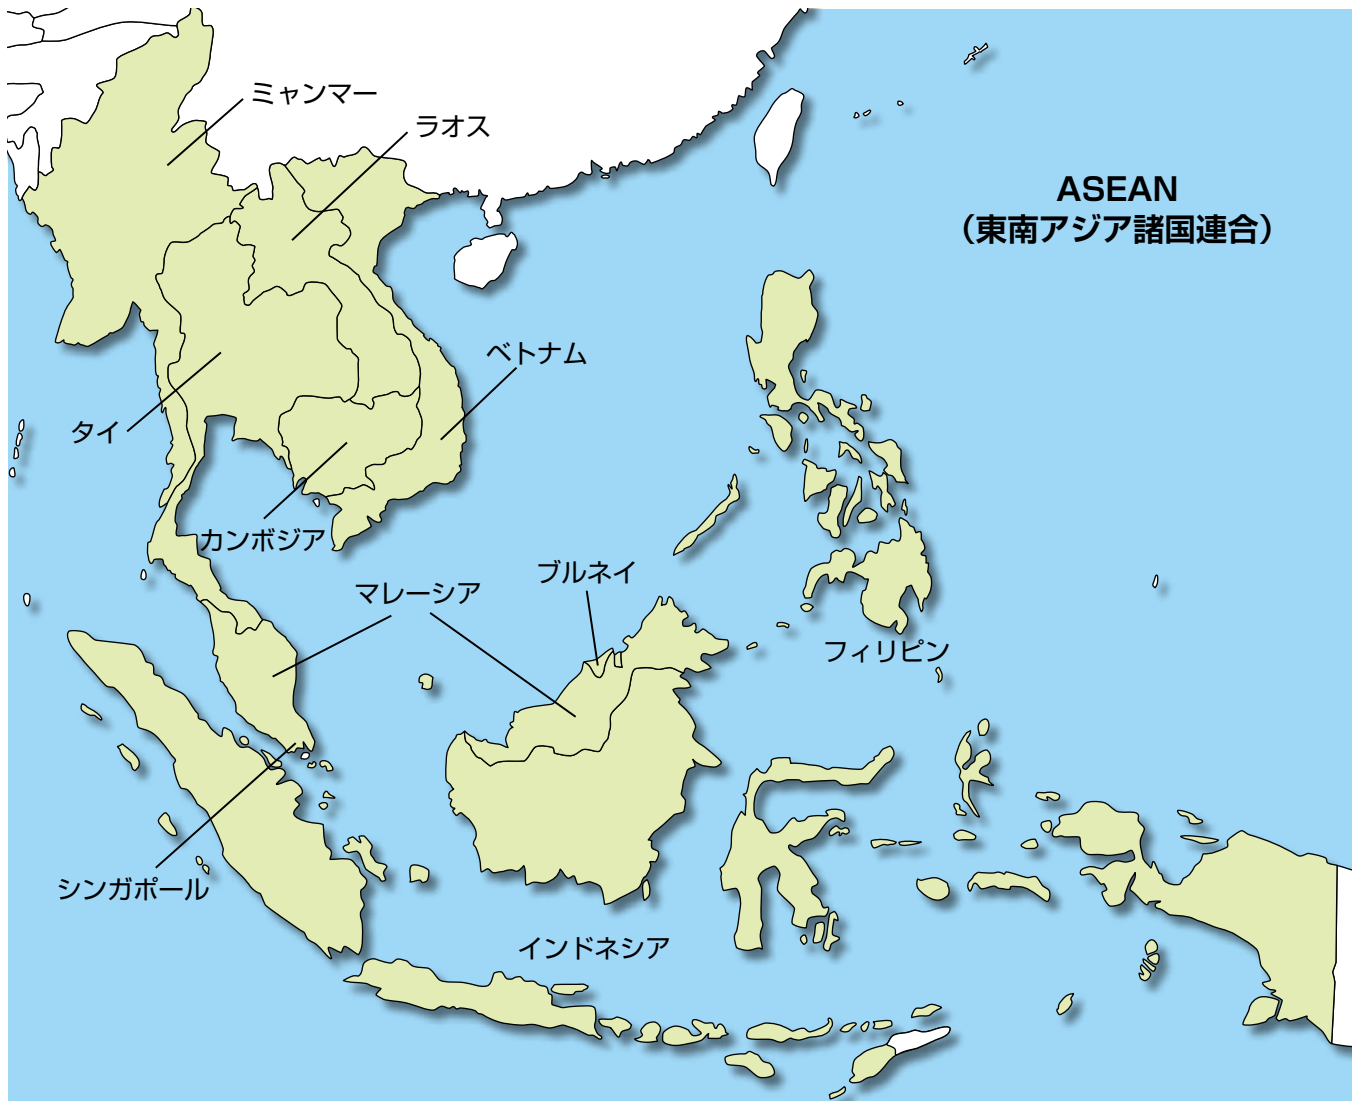 ミャンマー
ラオス
ASEAN
（東南アジア諸国連合）
ベトナム
タイ
カンボジア
ブルネイ
マレーシア
フィリピン
シンガポール
インドネシア